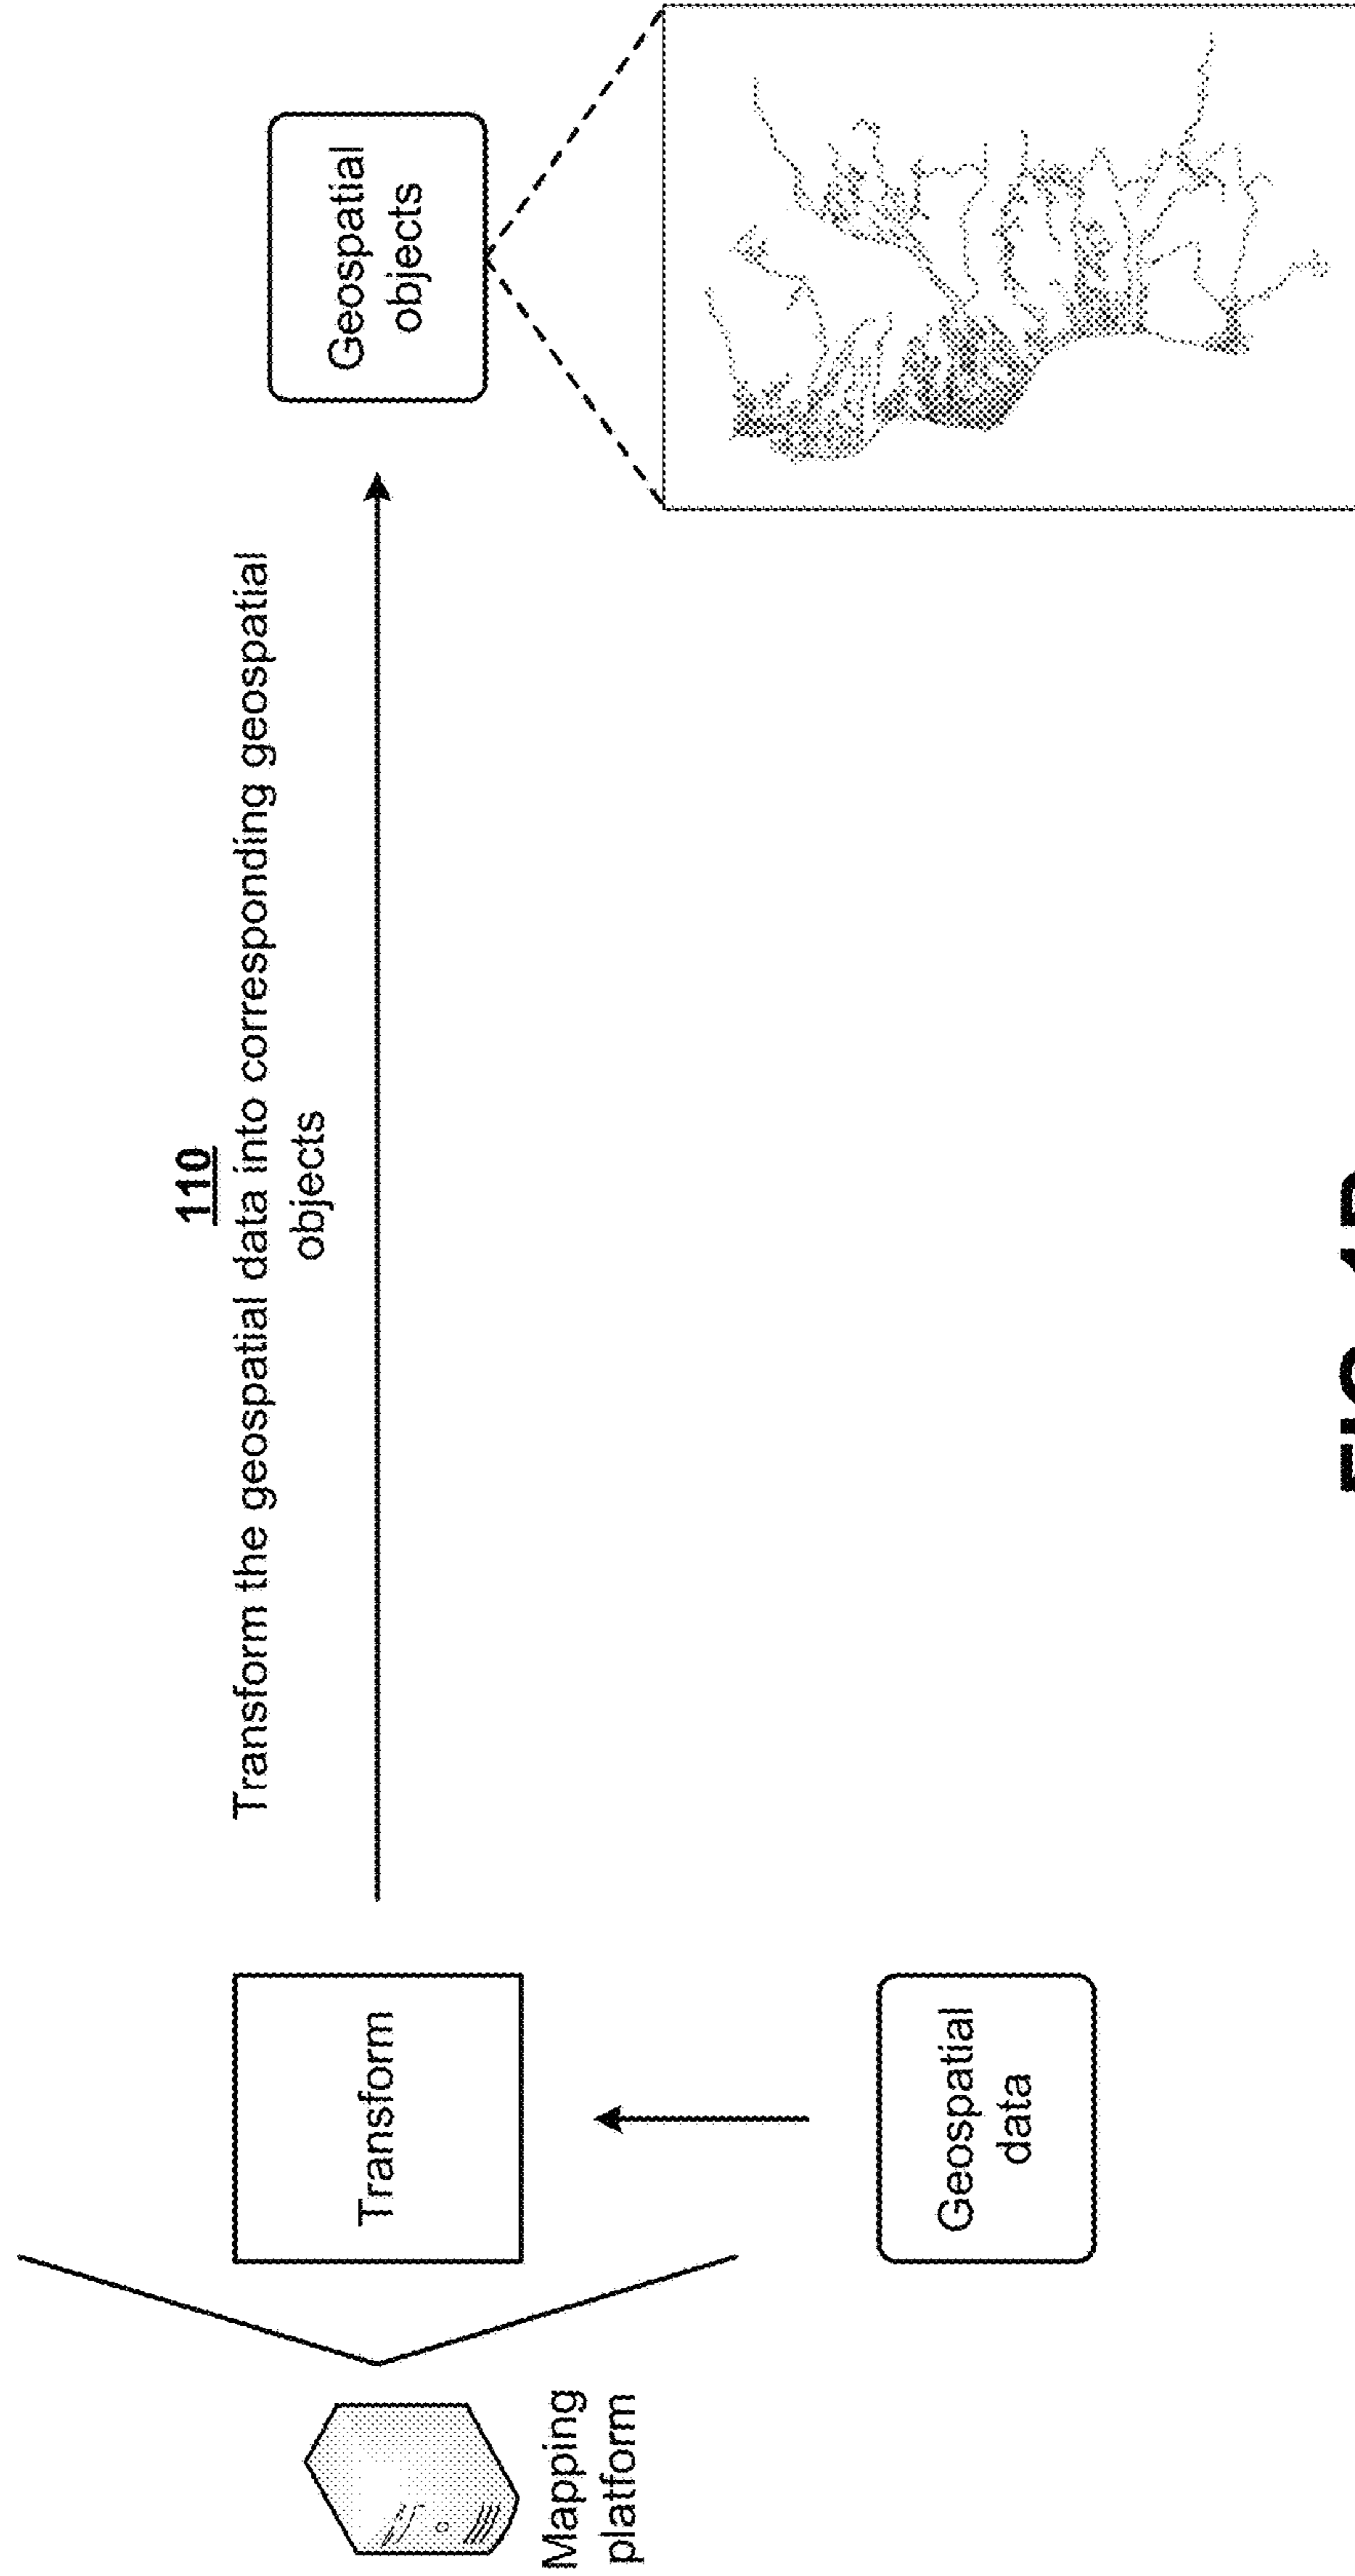 110
Transform the geospatial data into corresponding geospatial
objects
Geospatial
objects
Transform
Geospatial
data
Mapping
platform